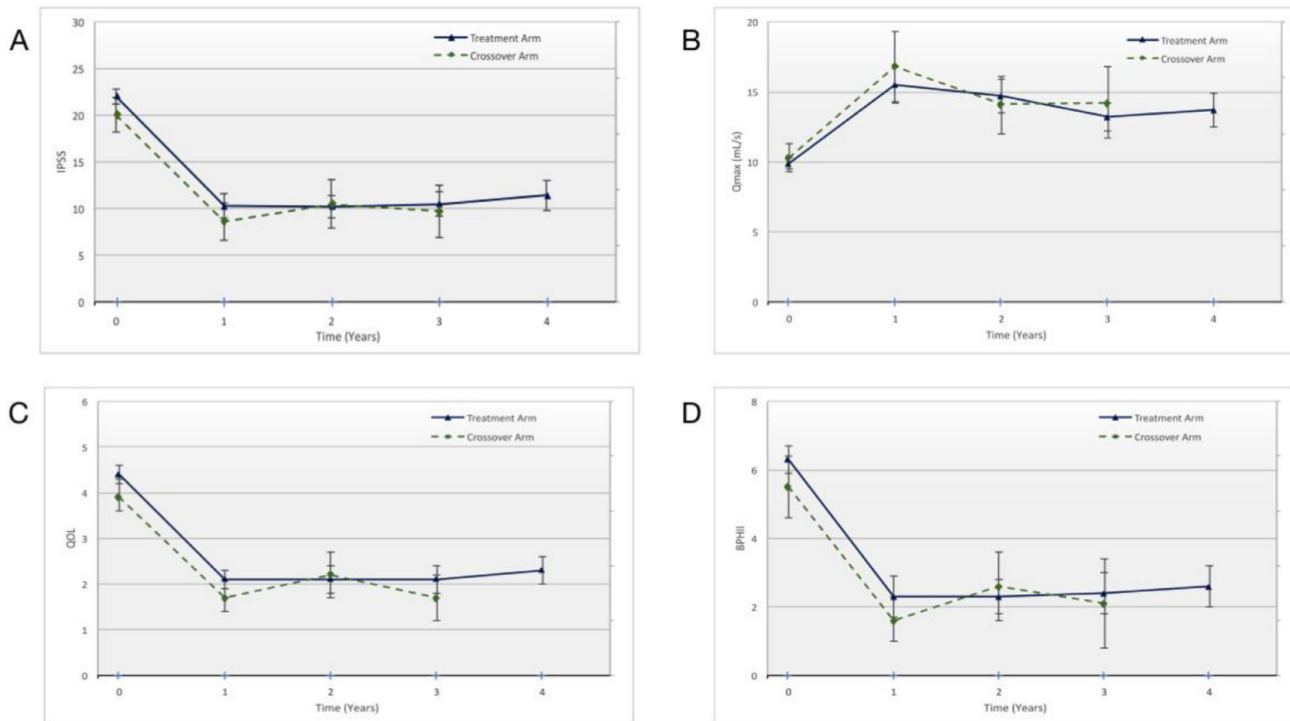 A
30
25
20
15
10
5
0
IPSS
Treatment Arm
Crossover Arm
0 1 2 3 4
Time (Years)
B
20
15
10
5
0
Qmax (mL/s)
Treatment Arm
Crossover Arm
0 1 2 3 4
Time (Years)
C
6
5
4
3
2
1
0
QOL
Treatment Arm
Crossover Arm
0 1 2 3 4
Time (Years)
D
8
6
4
2
0
BPHII
Treatment Arm
Crossover Arm
0 1 2 3 4
Time (Years)